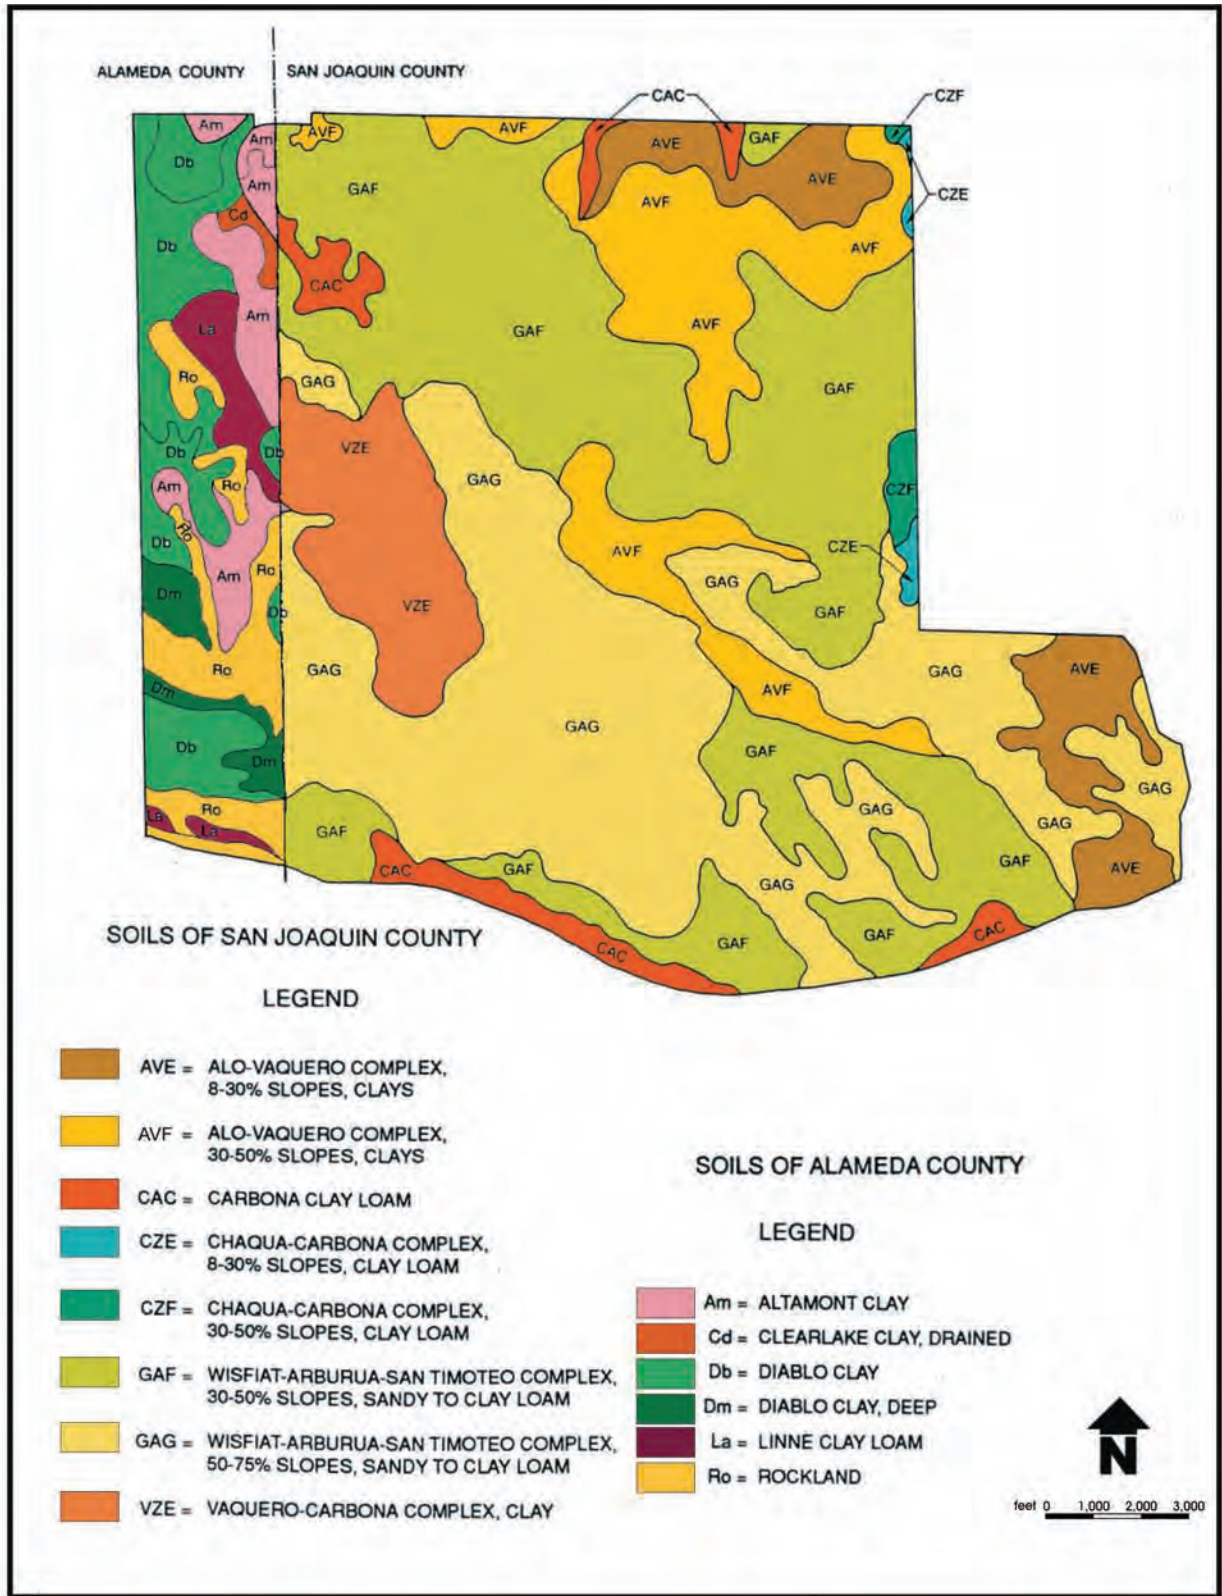 ALAMEDA COUNTY
SAN JOAQUIN COUNTY
CAC
CZF
Am
AVF
AVF
Am
AVE
GAF
Db
Am
GAF
AVE
CZE
AVF
Cd
Db
AVF
CAC
Am
La
GAF
AVF
Ro
GAG
GAF
VZE
Db
Db
GAG
Am
Ro
CZF
Ro
Db
AVF
CZE
Am
Ro
GAG
Dm
VZE
Db
GAF
Ro
GAG
GAG
AVE
Dm
AVF
GAG
Db
GAF
Dm
GAG
Ro
GAG
La
La
GAF
GAG
GAF
CAC
GAF
AVE
GAG
GAF
CAC
GAF
CAC
SOILS OF SAN JOAQUIN COUNTY
LEGEND
AVE = ALO-VAQUERO COMPLEX,
8-30% SLOPES, CLAYS
AVF = ALO-VAQUERO COMPLEX,
30-50% SLOPES, CLAYS
CAC = CARBONA CLAY LOAM
CZE = CHAQUA-CARBONA COMPLEX,
8-30% SLOPES, CLAY LOAM
CZF = CHAQUA-CARBONA COMPLEX,
30-50% SLOPES, CLAY LOAM
GAF = WISFIAT-ARBURUA-SAN TIMOTEO COMPLEX,
30-50% SLOPES, SANDY TO CLAY LOAM
GAG = WISFIAT-ARBURUA-SAN TIMOTEO COMPLEX,
50-75% SLOPES, SANDY TO CLAY LOAM
VZE = VAQUERO-CARBONA COMPLEX, CLAY
SOILS OF ALAMEDA COUNTY
LEGEND
Am = ALTAMONT CLAY
Cd = CLEARLAKE CLAY, DRAINED
Db = DIABLO CLAY
Dm = DIABLO CLAY, DEEP
La = LINNE CLAY LOAM
Ro = ROCKLAND
N
feet 0 1,000 2,000 3,000